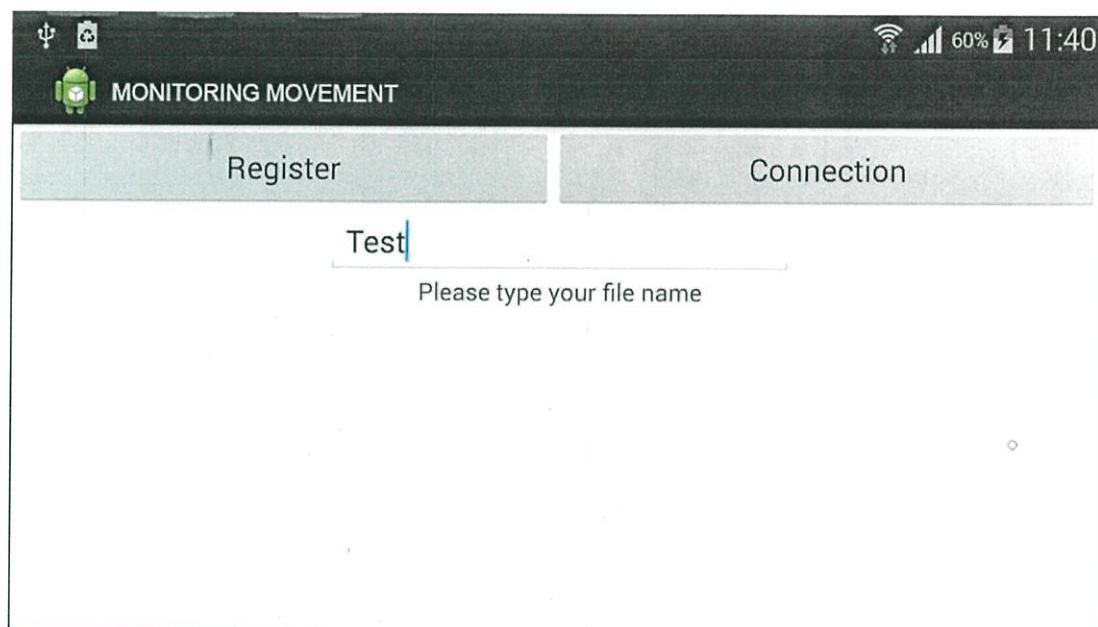 60% 11:40
MONITORING MOVEMENT
Register Connection
Test
Please type your file name